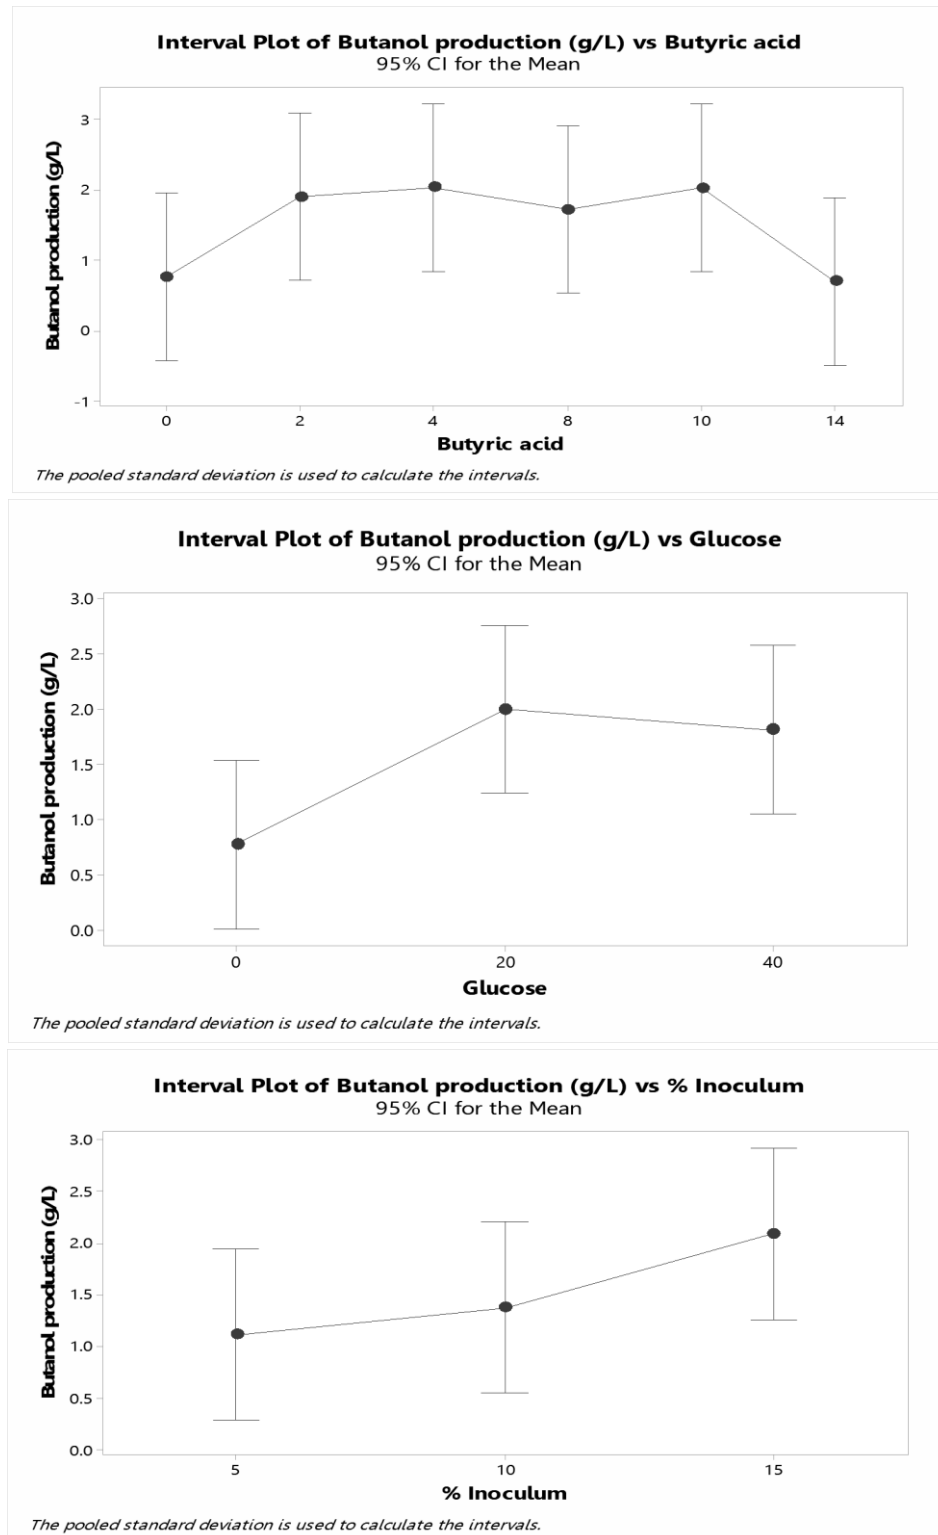 Interval Plot of Butanol production (g/L) vs Butyric acid
95% CI for the Mean
Butanol production (g/L)
3
2
1
0
-1
0 2 4 8 10 14
Butyric acid
The pooled standard deviation is used to calculate the intervals.
Interval Plot of Butanol production (g/L) vs Glucose
95% CI for the Mean
Butanol production (g/L)
3.0
2.5
2.0
1.5
1.0
0.5
0.0
0 20 40
Glucose
The pooled standard deviation is used to calculate the intervals.
Interval Plot of Butanol production (g/L) vs % Inoculum
95% CI for the Mean
Butanol production (g/L)
3.0
2.5
2.0
1.5
1.0
0.5
0.0
5 10 15
% Inoculum
The pooled standard deviation is used to calculate the intervals.